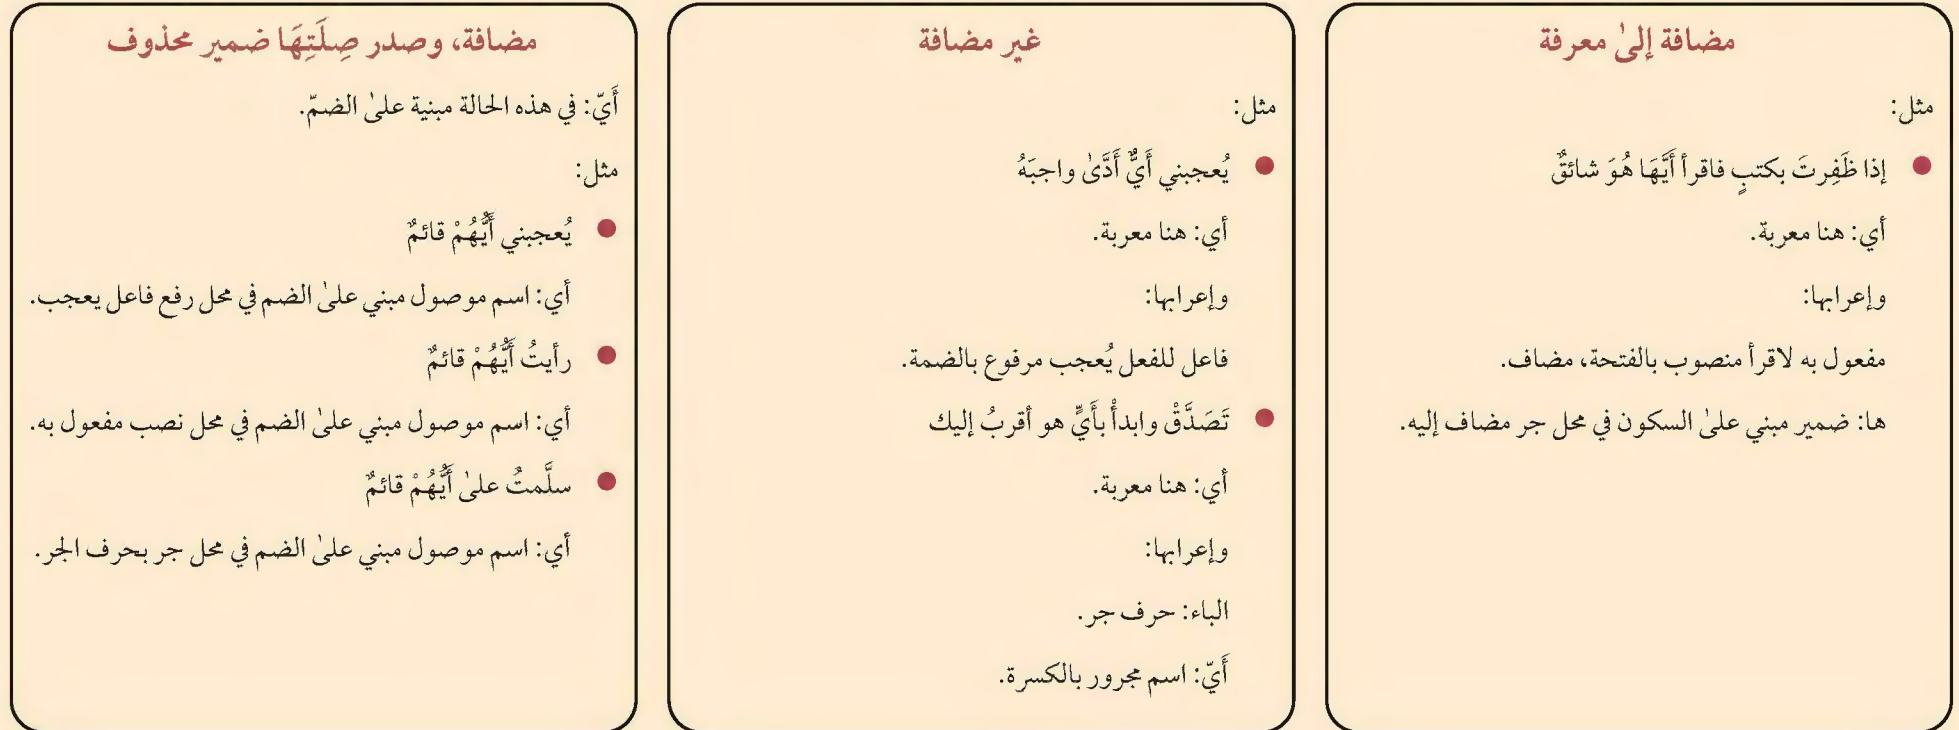 مضافة إلىٰ معرفة
مثل:
إذا ظَفِرتَ بكتبٍ فاقرأ أَيَّهَا هُوَ شائقٌ
أي: هنا معربة.
وإعرابها:
مفعول به لاقرأ منصوب بالفتحة، مضاف.
ها: ضمير مبني علىٰ السكون في محل جر مضاف إليه.
غير مضافة
مثل:
يُعجبني أَيٌّ أَدَّىٰ واجبَهُ
أي: هنا معربة.
وإعرابها:
فاعل للفعل يُعجب مرفوع بالضمة.
تَصَدَّقْ وابدأْ بأَيٍّ هو أقربُ إليك
أي: هنا معربة.
وإعرابها:
الباء: حرف جر.
أَيّ: اسم مجرور بالكسرة.
مضافة، وصدر صِلَتِهَا ضمير محذوف
أَيّ: في هذه الحالة مبنية علىٰ الضمّ.
مثل:
يُعجبني أَيُّهُمْ قائمٌ
أي: اسم موصول مبني علىٰ الضم في محل رفع فاعل يعجب.
رأيتُ أَيُّهُمْ قائمٌ
أي: اسم موصول مبني علىٰ الضم في محل نصب مفعول به.
سلَّمتُ علىٰ أَيُّهُمْ قائمٌ
أي: اسم موصول مبني علىٰ الضم في محل جر بحرف الجر.